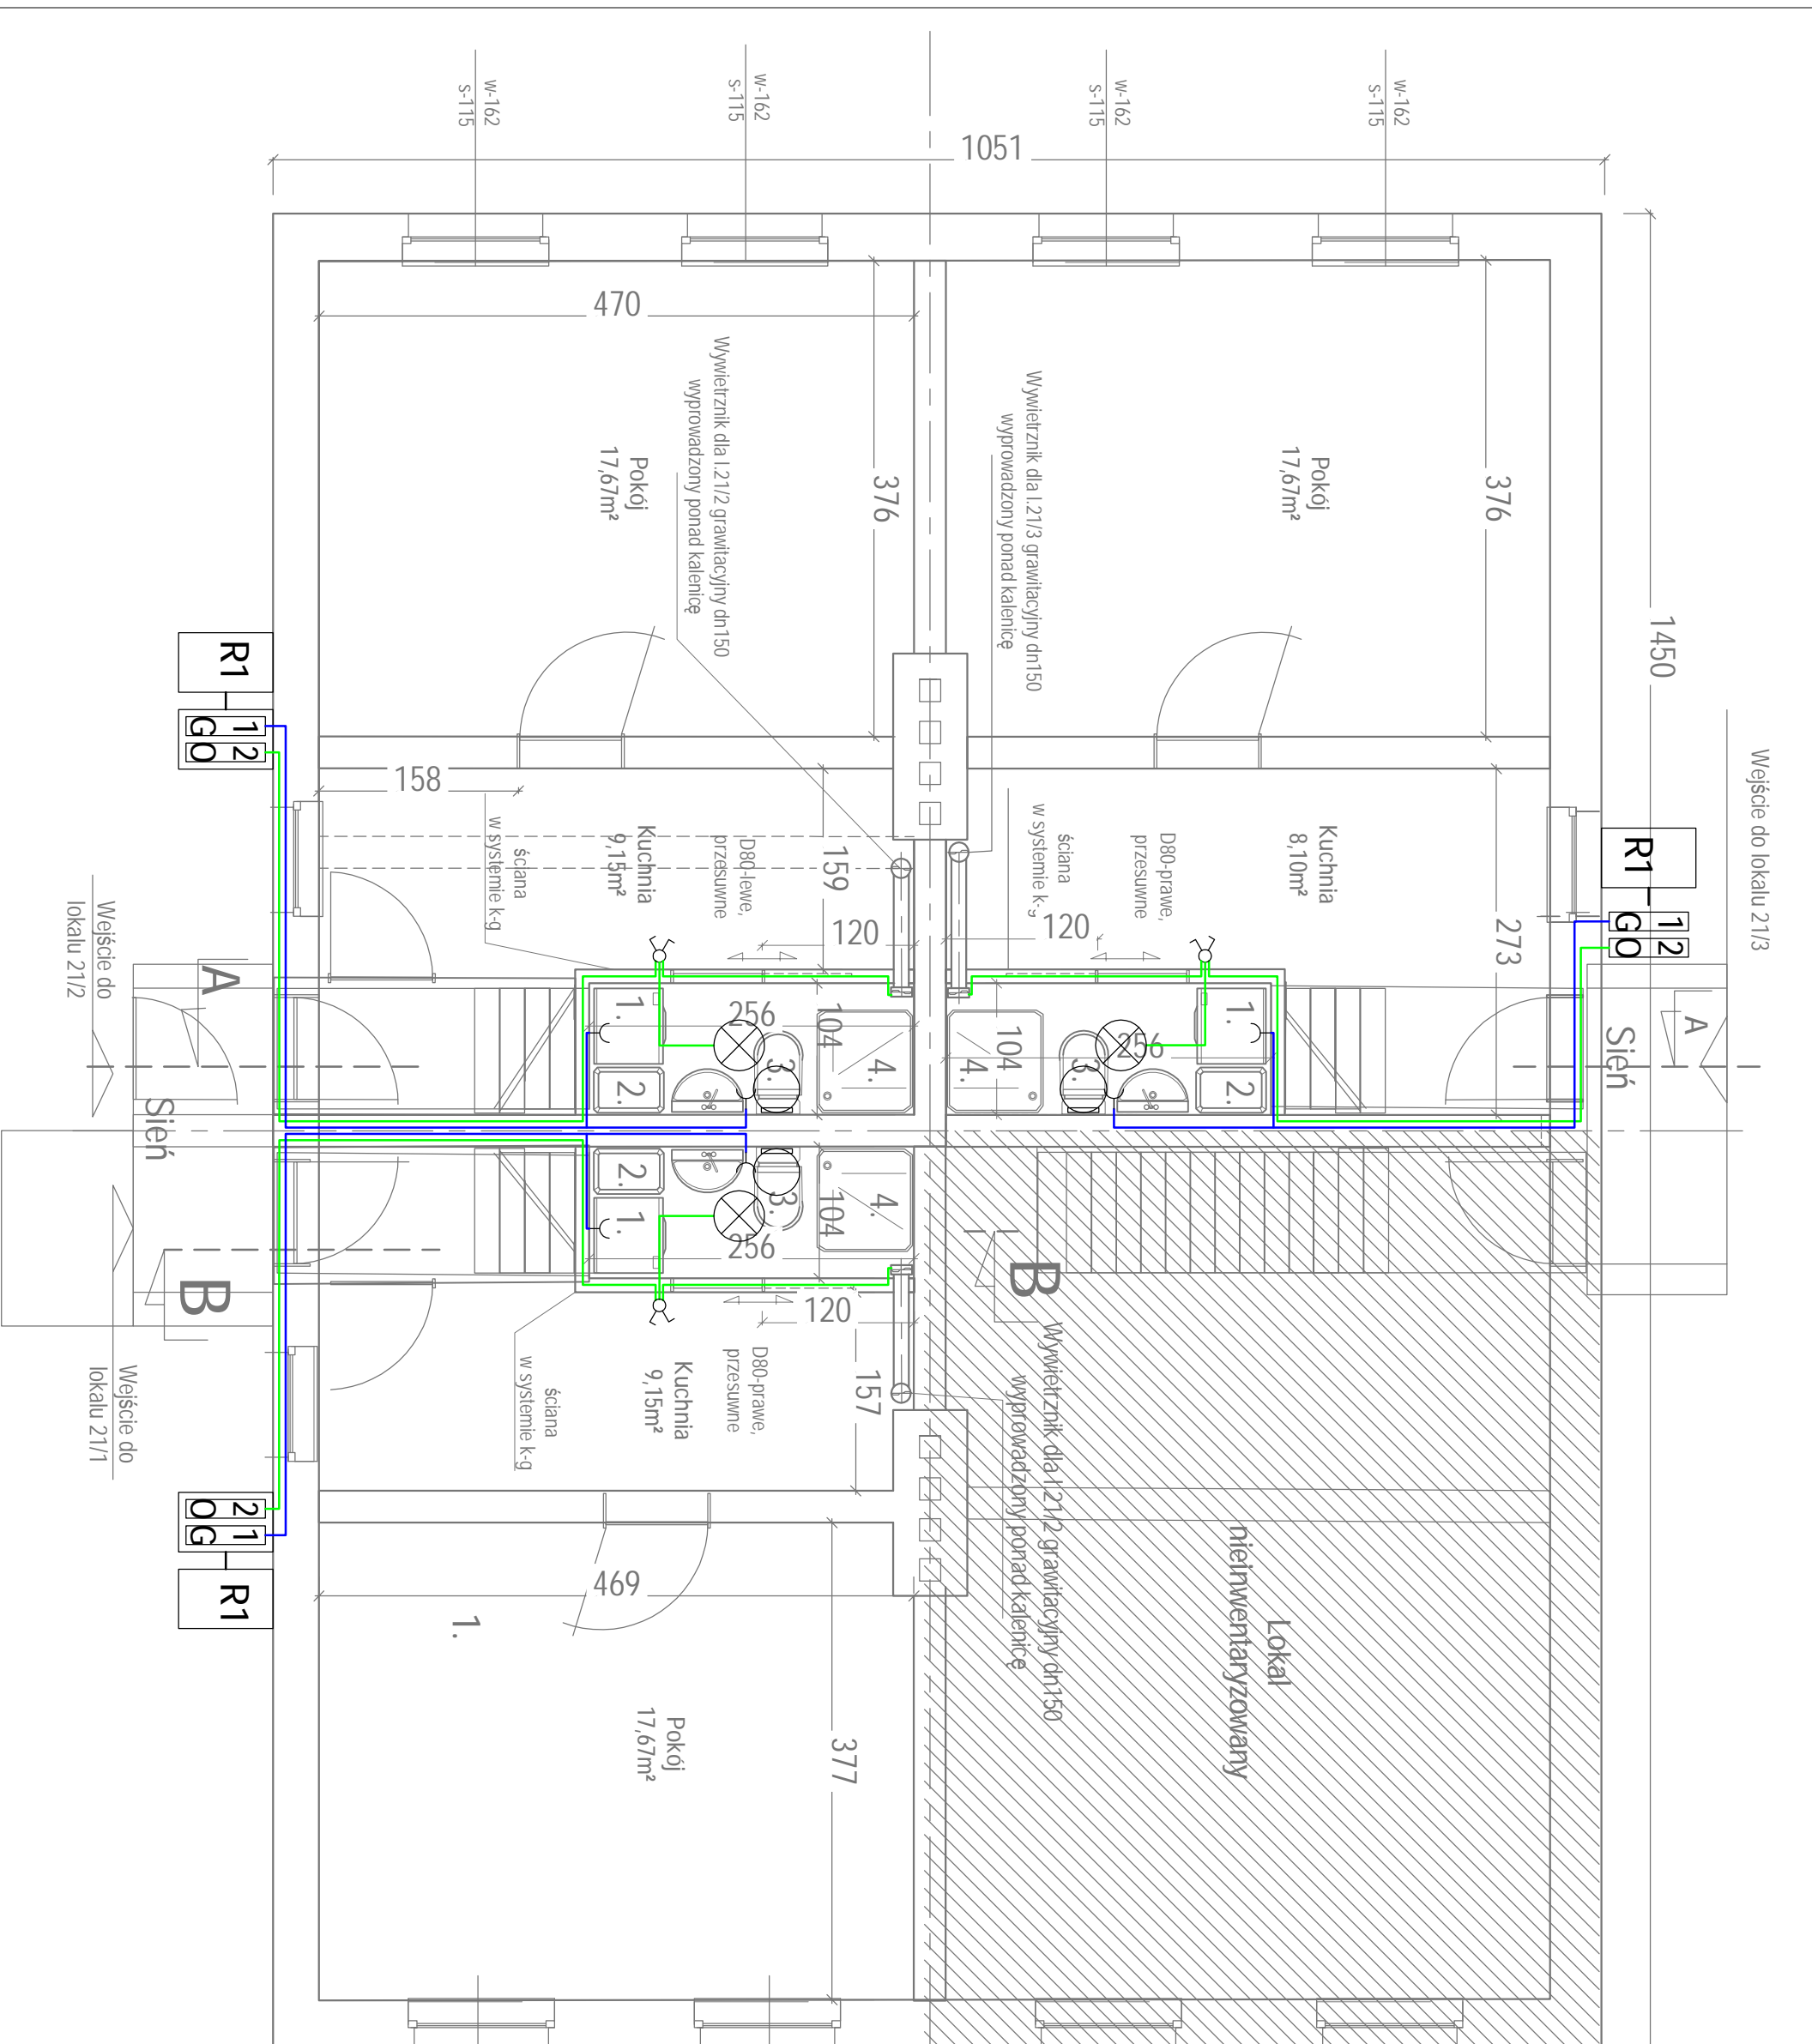 w-162
s-115
w-162
s-115
w-162
s-115
w-162
s-115
1051
1450
470
376
376
Wywietrznik dla l.21/2 grawitacyjny dn150
wyprowadzony ponad kalenicę
Wywietrznik dla l.21/3 grawitacyjny dn150
wyprowadzony ponad kalenicę
Pokój
17,67m²
Pokój
17,67m²
R1
1 2
G O
158
159
Kuchnia
9,15m²
D80-lewe,
przesuwne
ściana
w systemie k-g
120
ściana
w systemie k-g
D80-prawe,
przesuwne
120
Kuchnia
8,10m²
273
R1
1 2
G O
Wejście do lokalu 21/3
Wejście do
lokalu 21/2
A
Sień
A
Sień
1.
2.
3.
4.
256
104
1.
2.
3.
4.
256
104
1.
2.
3.
4.
256
104
B
B
Wejście do
lokalu 21/1
120
157
Kuchnia
9,15m²
D80-prawe,
przesuwne
ściana
w systemie k-g
Wywietrznik dla l.21/2 grawitacyjny dn150
wyprowadzony ponad kalenicę
2 1
O G
R1
469
1.
377
Pokój
17,67m²
Lokal
nieinwentaryzowany